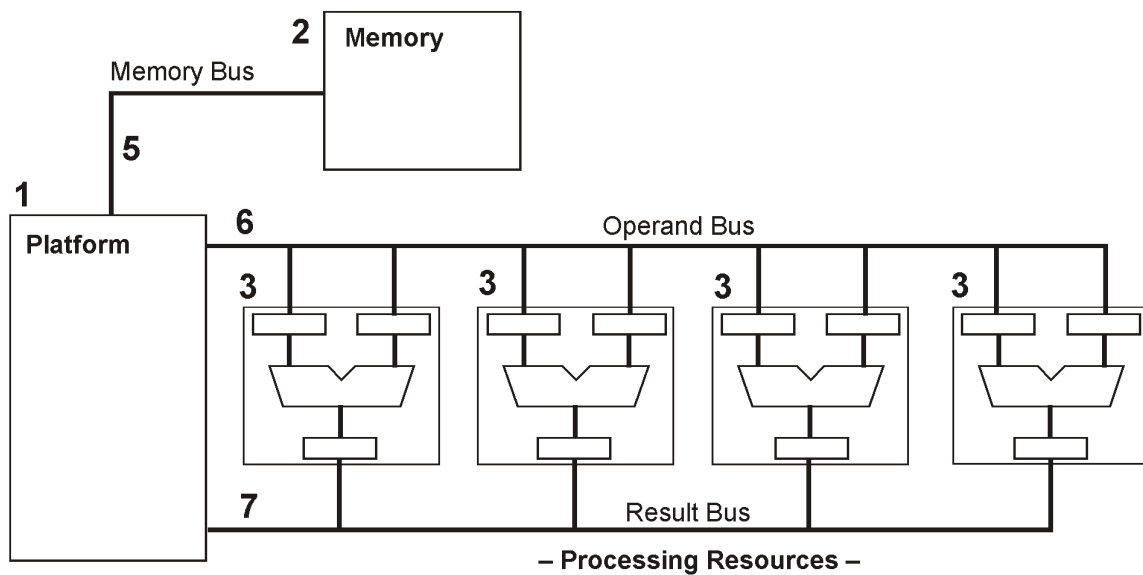 2
Memory
Memory Bus
5
1
Platform
6
Operand Bus
3
3
3
3
7
Result Bus
– Processing Resources –